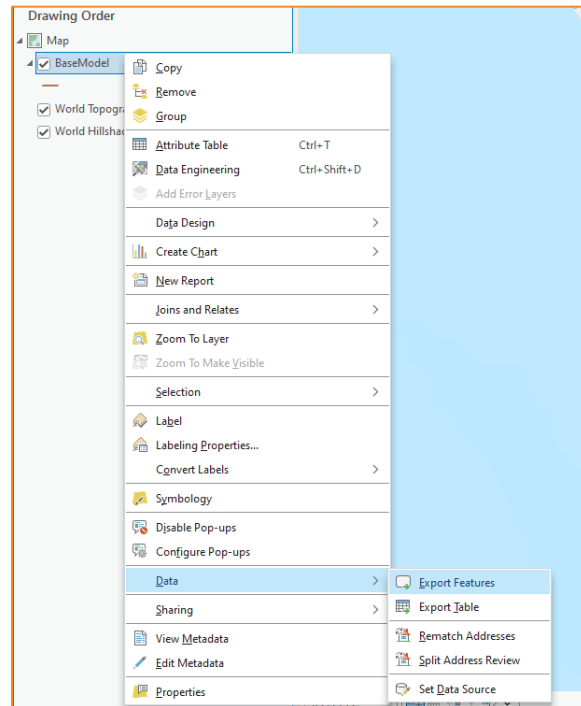 Drawing Order
Map
BaseModel
World Topogra
World Hillshad
Copy
Remove
Group
Attribute Table Ctrl+T
Data Engineering Ctrl+Shift+D
Add Error Layers
Data Design
Create Chart
New Report
Joins and Relates
Zoom To Layer
Zoom To Make Visible
Selection
Label
Labeling Properties...
Convert Labels
Symbology
Disable Pop-ups
Configure Pop-ups
Data
Sharing
View Metadata
Edit Metadata
Properties
Export Features
Export Table
Rematch Addresses
Split Address Review
Set Data Source